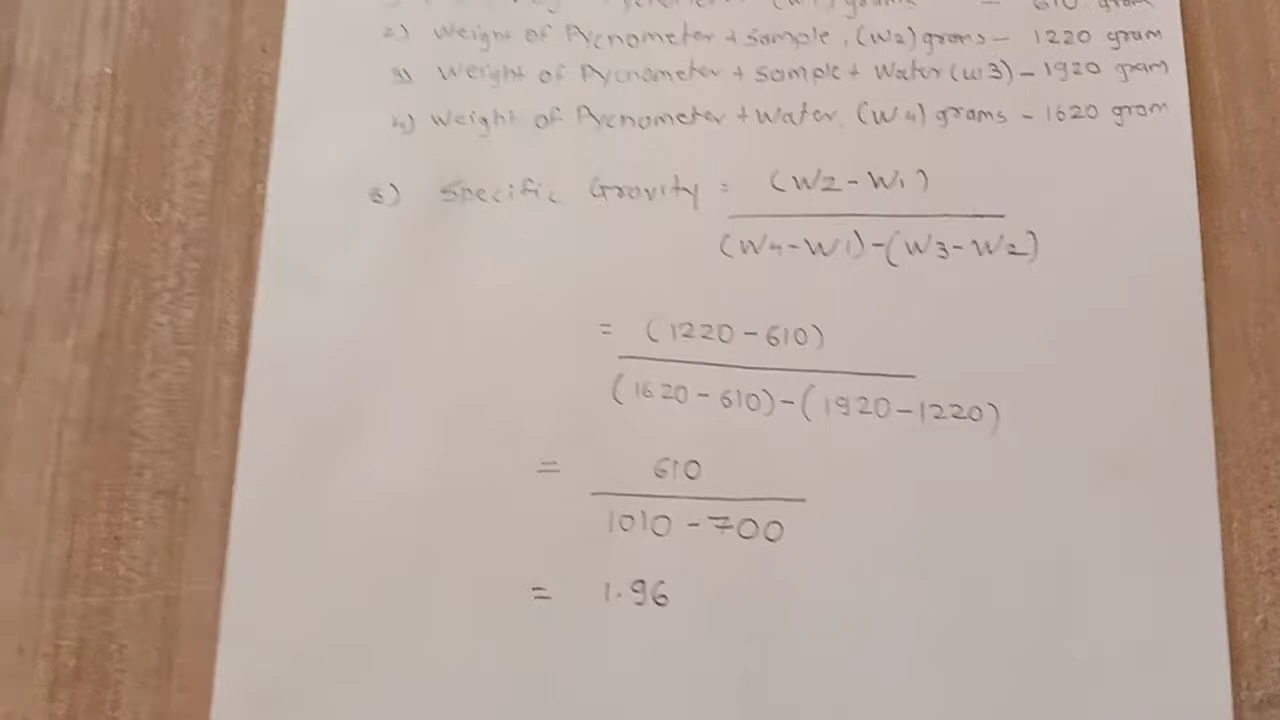 610 gram
2) Weight of Pycnometer + Sample, (W2) grams - 1220 gram
3) Weight of Pycnometer + Sample + Water (W3) - 1920 gram
4) Weight of Pycnometer + Water, (W4) grams - 1620 gram
5) Specific Gravity = (W2 - W1)
(W4 - W1) - (W3 - W2)
= (1220 - 610)
(1620 - 610) - (1920 - 1220)
= 610
1010 - 700
= 1.96